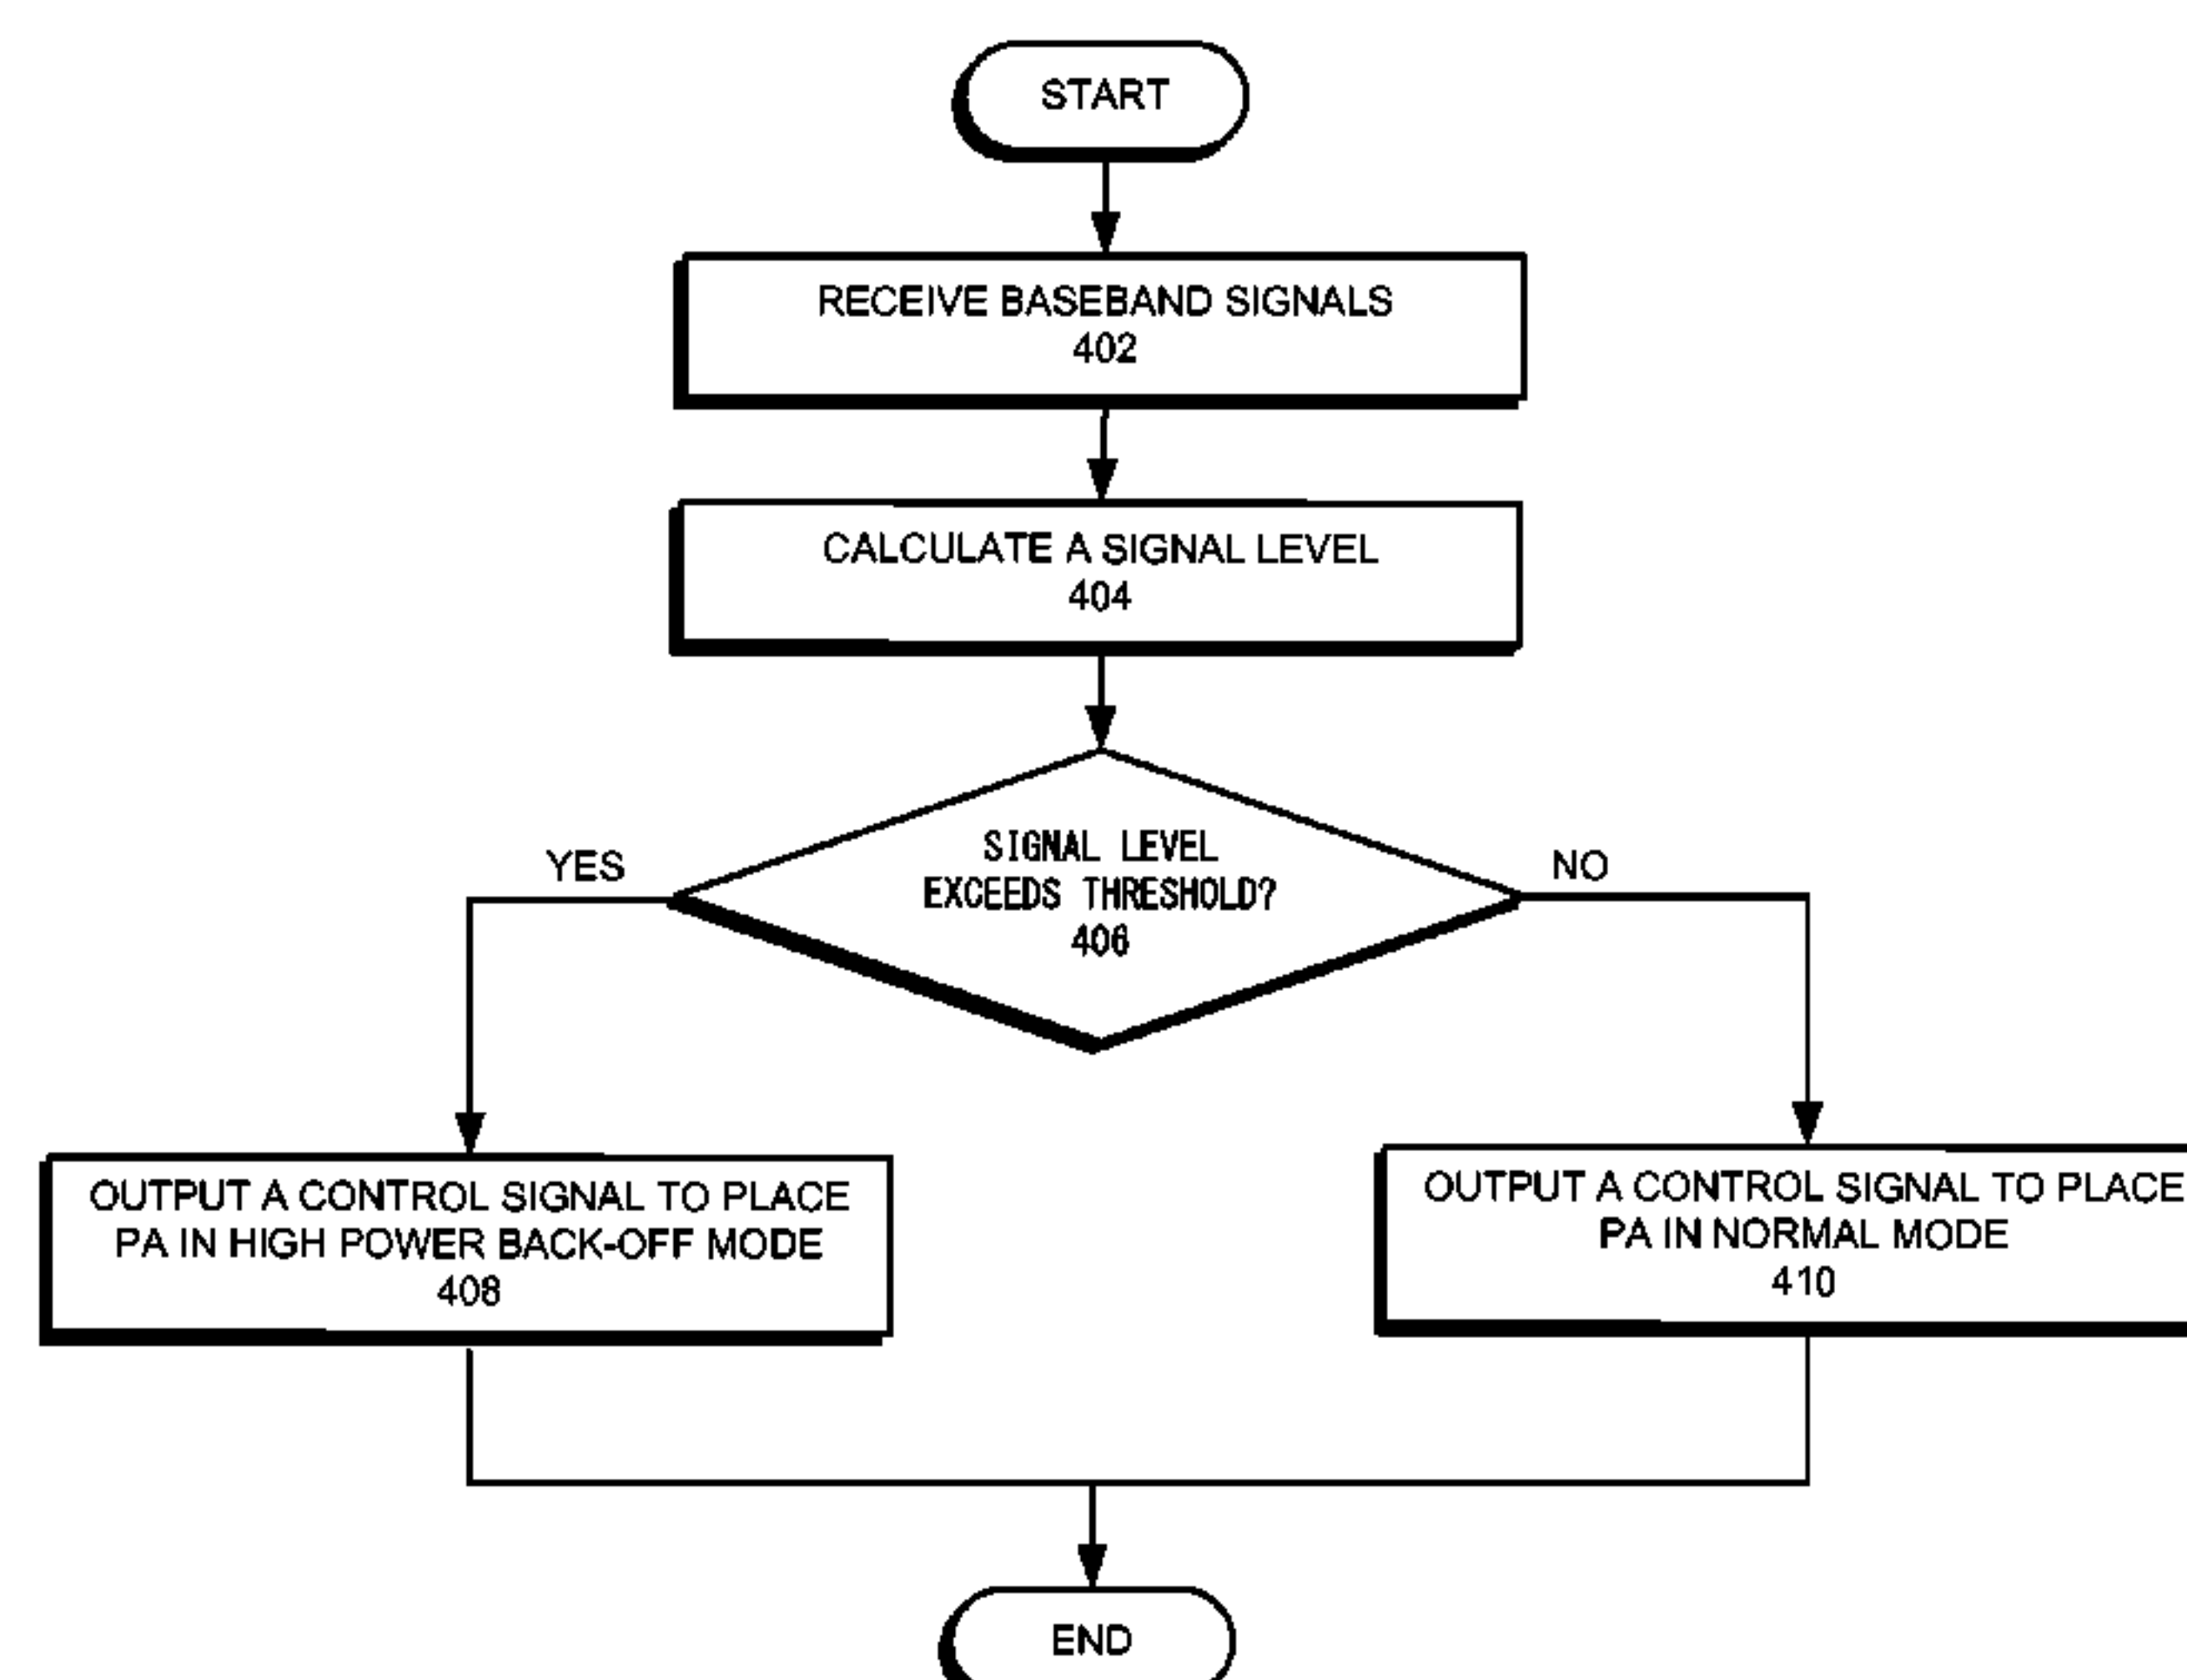 START
RECEIVE BASEBAND SIGNALS
402
CALCULATE A SIGNAL LEVEL
404
SIGNAL LEVEL
EXCEEDS THRESHOLD?
406
YES
NO
OUTPUT A CONTROL SIGNAL TO PLACE
PA IN HIGH POWER BACK-OFF MODE
408
OUTPUT A CONTROL SIGNAL TO PLACE
PA IN NORMAL MODE
410
END